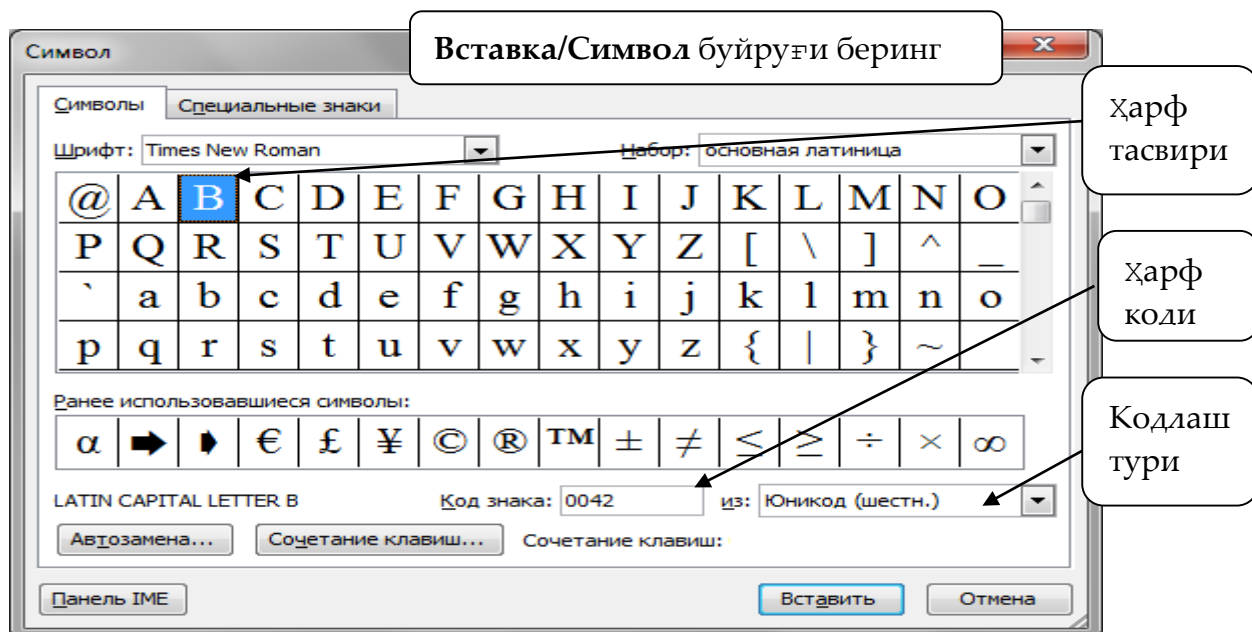 Вставка/Символ буйруғи беринг
Символ
Символы Специальные знаки
Ҳарф
тасвири
Шрифт: Times New Roman Набор: основная латиница
@ A B C D E F G H I J K L M N O
P Q R S T U V W X Y Z [ \ ] ^ _
` a b c d e f g h i j k l m n o
p q r s t u v w x y z { | } ~
Ҳарф
коди
Ранее использовавшиеся символы:
α 🠶 ➧ € £ ¥ © ® ™ ± ≠ ≤ ≥ ÷ × ∞
Кодлаш
тури
LATIN CAPITAL LETTER B Код знака: 0042 из: Юникод (шестн.)
Автозамена... Сочетание клавиш... Сочетание клавиш:
Панель IME Вставить Отмена